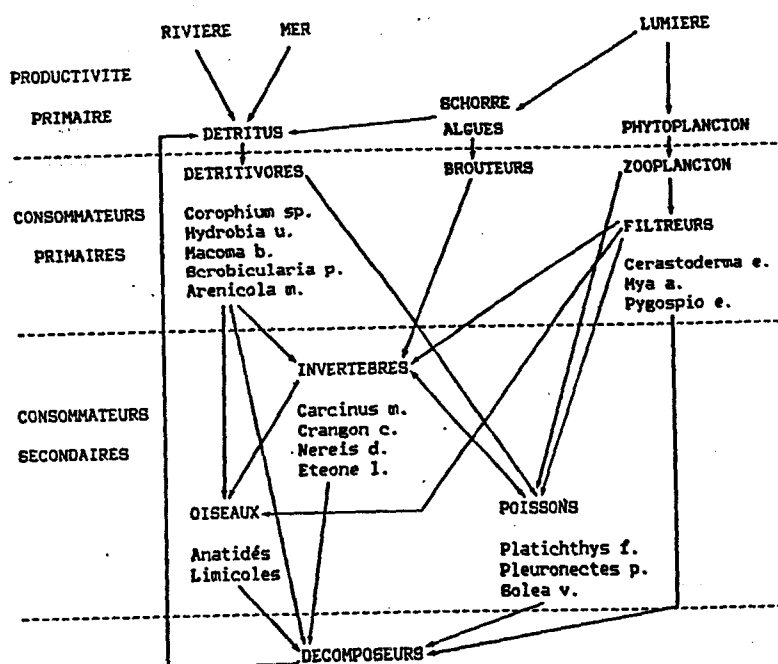 RIVIERE MER LUMIERE
PRODUCTIVITE
PRIMAIRE
SCHORRE
DETRITUS ALGUES PHYTOPLANCTON
DETRITIVORES BROUTEURS ZOOPLANCTON
CONSOMMATEURS
PRIMAIRES
Corophium sp.
Hydrobia u.
Macoma b.
Scrobicularia p.
Arenicola m.
FILTREURS
Cerastoderma e.
Mya a.
Pygospio e.
INVERTEBRES
CONSOMMATEURS
SECONDAIRES
Carcinus m.
Crangon c.
Nereis d.
Eteone l.
OISEAUX POISSONS
Anatidés
Limicoles
Platichthys f.
Pleuronectes p.
Solea v.
DECOMPOSEURS